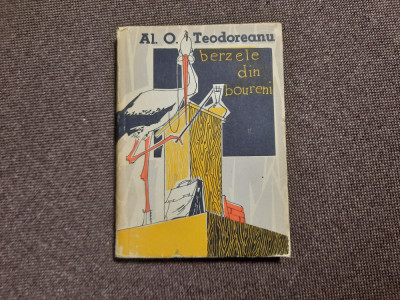 Al. O. Teodoreanu
berzele
din
boureni